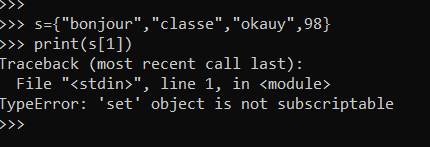 >>>
>>> s={"bonjour","classe","okauy",98}
>>> print(s[1])
Traceback (most recent call last):
  File "<stdin>", line 1, in <module>
TypeError: 'set' object is not subscriptable
>>>